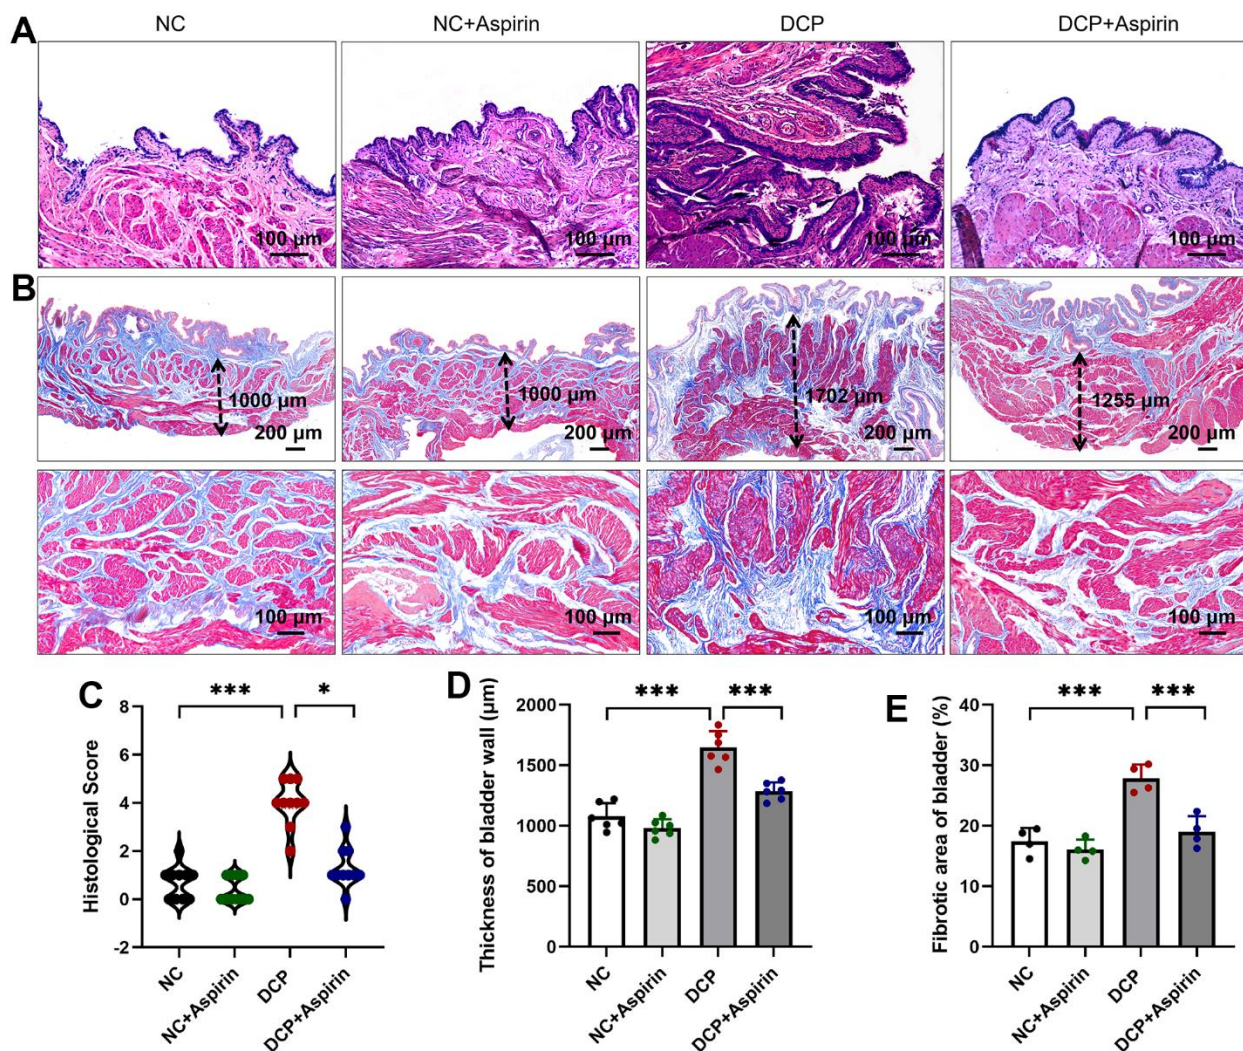 A
NC
NC+Aspirin
DCP
DCP+Aspirin
100 µm
100 µm
100 µm
100 µm
B
1000 µm
1000 µm
1702 µm
1255 µm
200 µm
200 µm
200 µm
200 µm
100 µm
100 µm
100 µm
100 µm
C
Histological Score
8
6
4
2
0
-2
***
*
NC
NC+Aspirin
DCP
DCP+Aspirin
D
Thickness of bladder wall (µm)
2000
1500
1000
500
0
***
***
NC
NC+Aspirin
DCP
DCP+Aspirin
E
Fibrotic area of bladder (%)
40
30
20
10
0
***
***
NC
NC+Aspirin
DCP
DCP+Aspirin